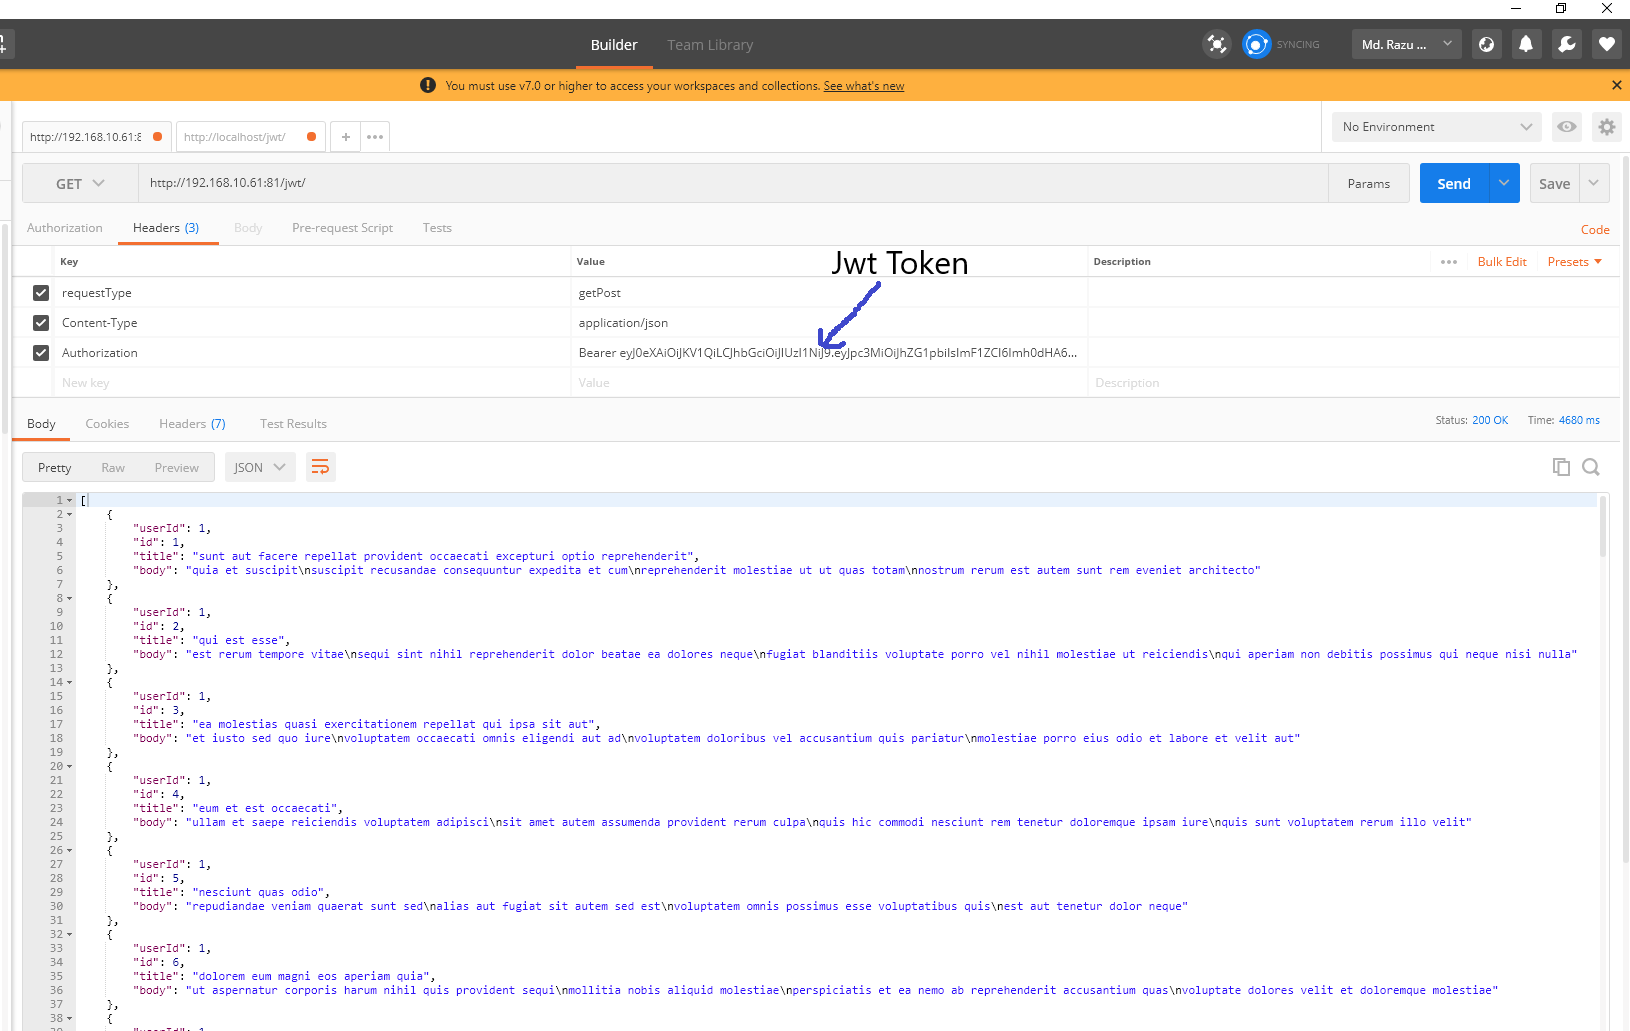 Builder Team Library SYNCING Md. Razu ...
You must use v7.0 or higher to access your workspaces and collections. See what's new
http://192.168.10.61:8 http://localhost/jwt/ + ••• No Environment
GET http://192.168.10.61:81/jwt/ Params Send Save
Authorization Headers (3) Body Pre-request Script Tests Code
Jwt Token
Key Value Description ••• Bulk Edit Presets
requestType getPost
Content-Type application/json
Authorization Bearer eyJ0eXAiOiJKV1QiLCJhbGciOiJIUzI1NiJ9.eyJpc3MiOiJhZG1pbiIsImF1ZCI6Imh0dHA6...
New key Value Description
Body Cookies Headers (7) Test Results Status: 200 OK Time: 4680 ms
Pretty Raw Preview JSON
1 [
2 {
3 "userId": 1,
4 "id": 1,
5 "title": "sunt aut facere repellat provident occaecati excepturi optio reprehenderit",
6 "body": "quia et suscipit\nsuscipit recusandae consequuntur expedita et cum\nreprehenderit molestiae ut ut quas totam\nnostrum rerum est autem sunt rem eveniet architecto"
7 },
8 {
9 "userId": 1,
10 "id": 2,
11 "title": "qui est esse",
12 "body": "est rerum tempore vitae\nsequi sint nihil reprehenderit dolor beatae ea dolores neque\nfugiat blanditiis voluptate porro vel nihil molestiae ut reiciendis\nqui aperiam non debitis possimus qui neque nisi nulla"
13 },
14 {
15 "userId": 1,
16 "id": 3,
17 "title": "ea molestias quasi exercitationem repellat qui ipsa sit aut",
18 "body": "et iusto sed quo iure\nvoluptatem occaecati omnis eligendi aut ad\nvoluptatem doloribus vel accusantium quis pariatur\nmolestiae porro eius odio et labore et velit aut"
19 },
20 {
21 "userId": 1,
22 "id": 4,
23 "title": "eum et est occaecati",
24 "body": "ullam et saepe reiciendis voluptatem adipisci\nsit amet autem assumenda provident rerum culpa\nquis hic commodi nesciunt rem tenetur doloremque ipsam iure\nquis sunt voluptatem rerum illo velit"
25 },
26 {
27 "userId": 1,
28 "id": 5,
29 "title": "nesciunt quas odio",
30 "body": "repudiandae veniam quaerat sunt sed\nalias aut fugiat sit autem sed est\nvoluptatem omnis possimus esse voluptatibus quis\nest aut tenetur dolor neque"
31 },
32 {
33 "userId": 1,
34 "id": 6,
35 "title": "dolorem eum magni eos aperiam quia",
36 "body": "ut aspernatur corporis harum nihil quis provident sequi\nmollitia nobis aliquid molestiae\nperspiciatis et ea nemo ab reprehenderit accusantium quas\nvoluptate dolores velit et doloremque molestiae"
37 },
38 {
"userId": 1,